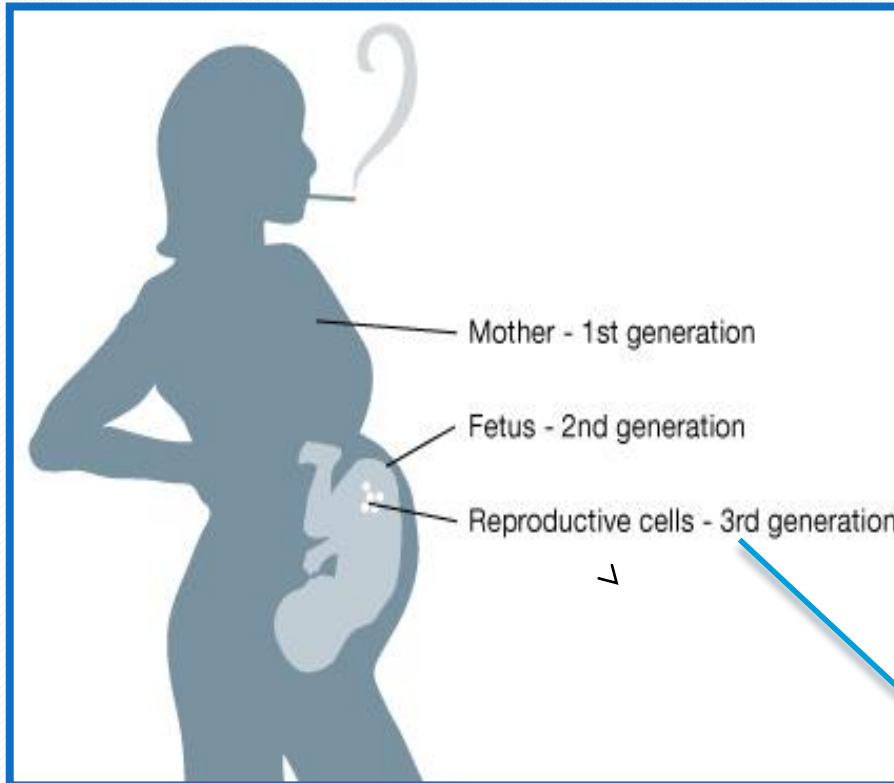 Mother - 1st generation
Fetus - 2nd generation
Reproductive cells - 3rd generation